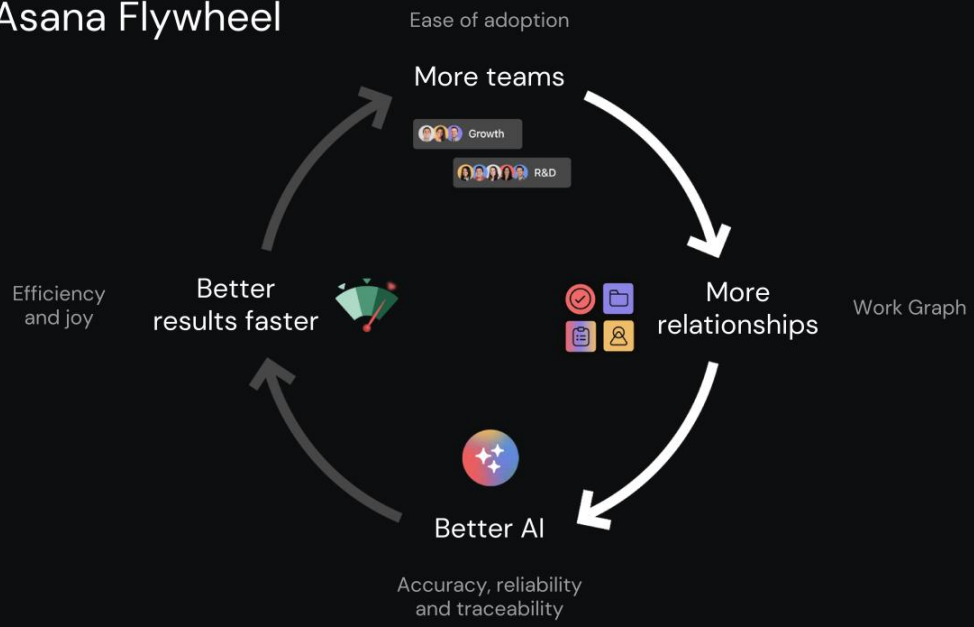 Asana Flywheel
Ease of adoption
More teams
Growth
R&D
Efficiency
and joy
Better
results faster
More
relationships
Work Graph
Better AI
Accuracy, reliability
and traceability